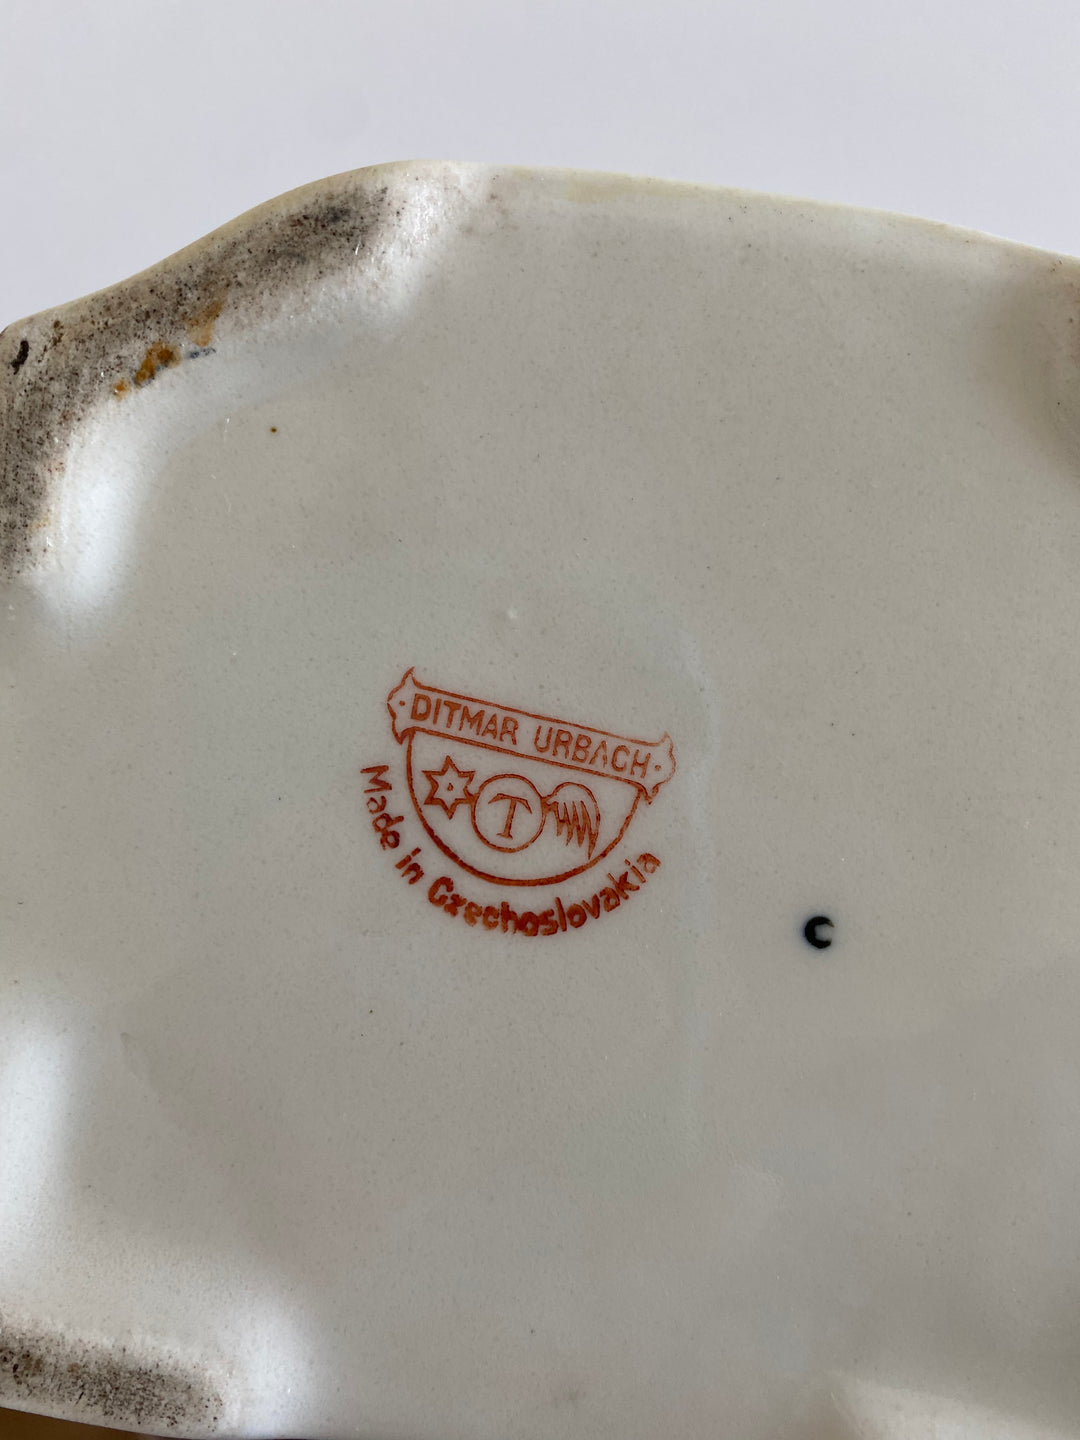 DITMAR URBACH
T
Made in Czechoslovakia
C